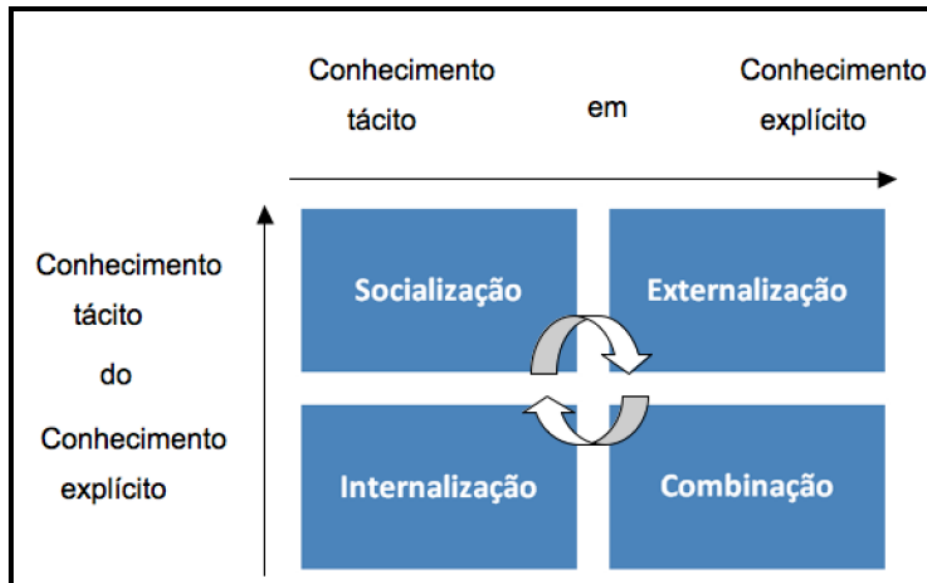 Conhecimento
tácito
em
Conhecimento
explícito
Conhecimento
tácito
do
Conhecimento
explícito
Socialização
Externalização
Internalização
Combinação